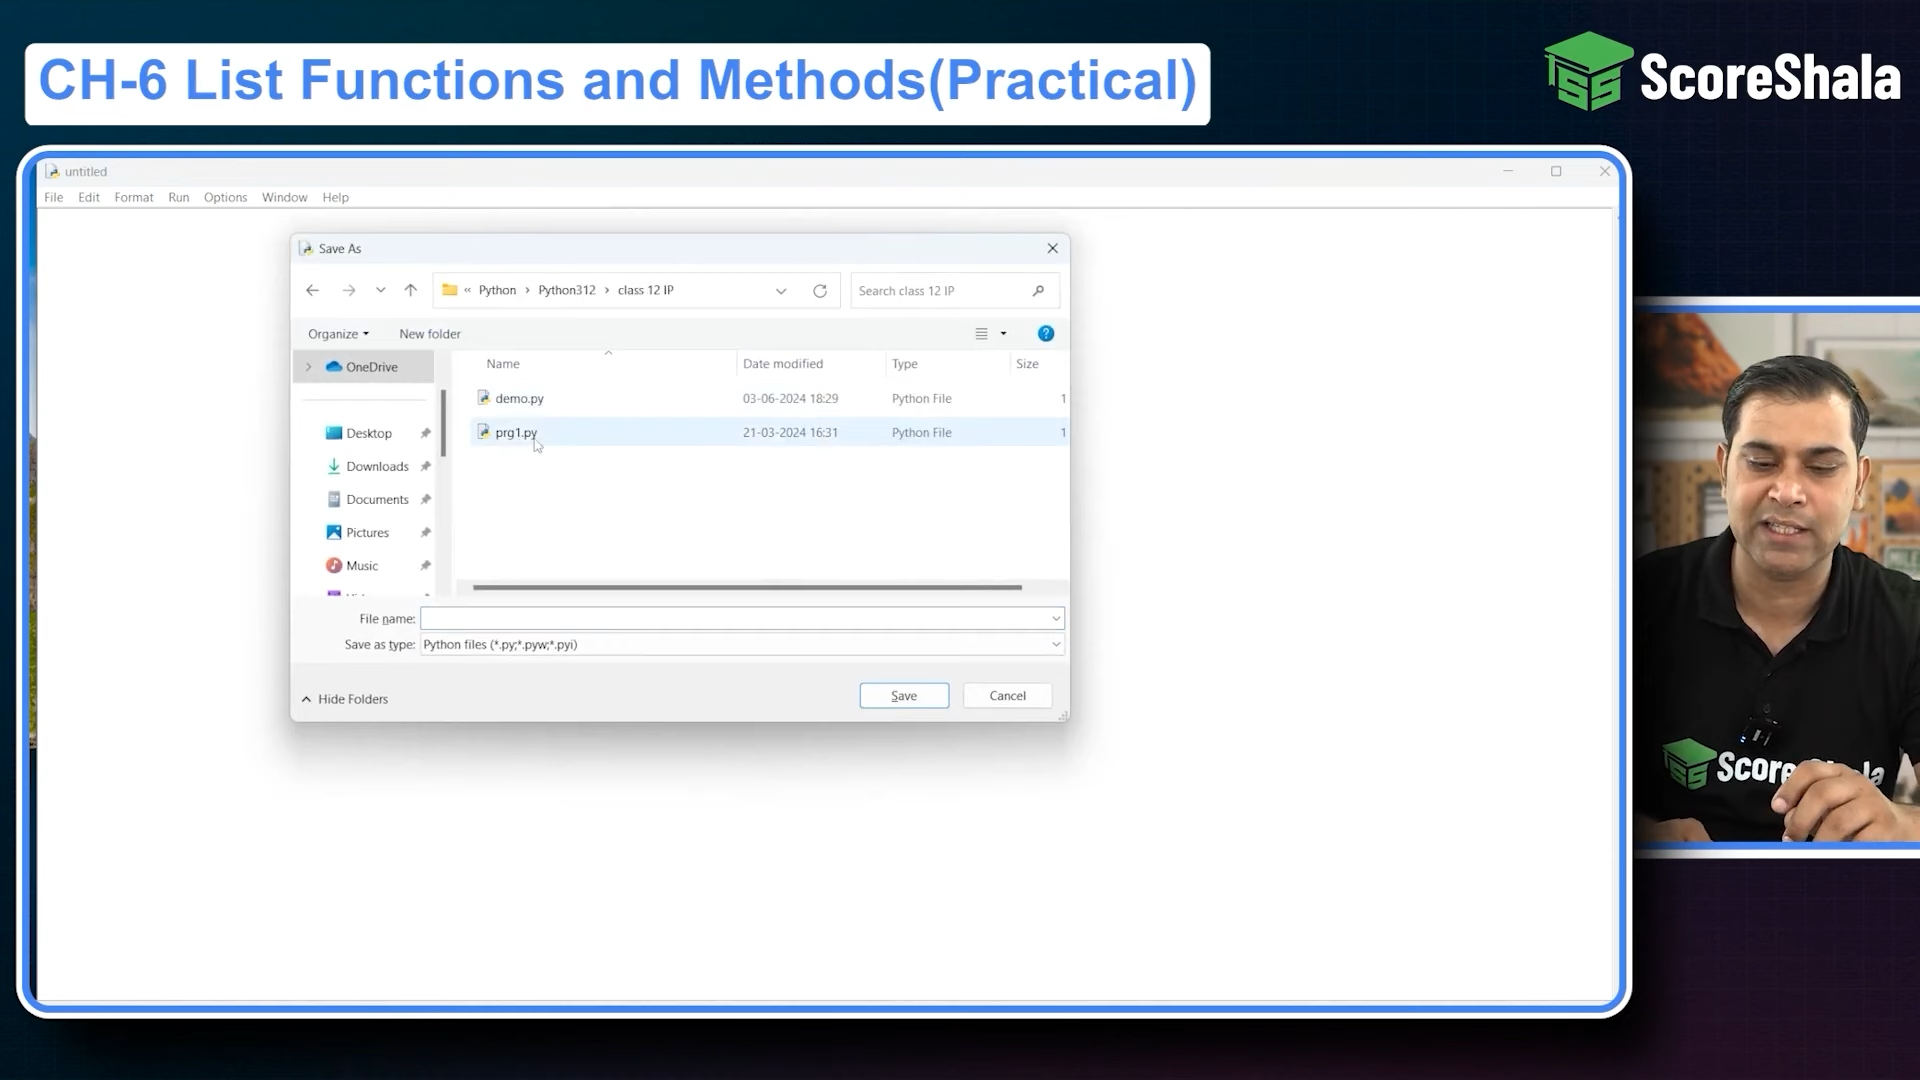 CH-6 List Functions and Methods(Practical)
ScoreShala
untitled
File Edit Format Run Options Window Help
Save As
« Python › Python312 › class 12 IP
Search class 12 IP
Organize
New folder
Name
Date modified
Type
Size
OneDrive
demo.py
03-06-2024 18:29
Python File
1
prg1.py
21-03-2024 16:31
Python File
1
Desktop
Downloads
Documents
Pictures
Music
File name:
Save as type: Python files (*.py;*.pyw;*.pyi)
Hide Folders
Save
Cancel